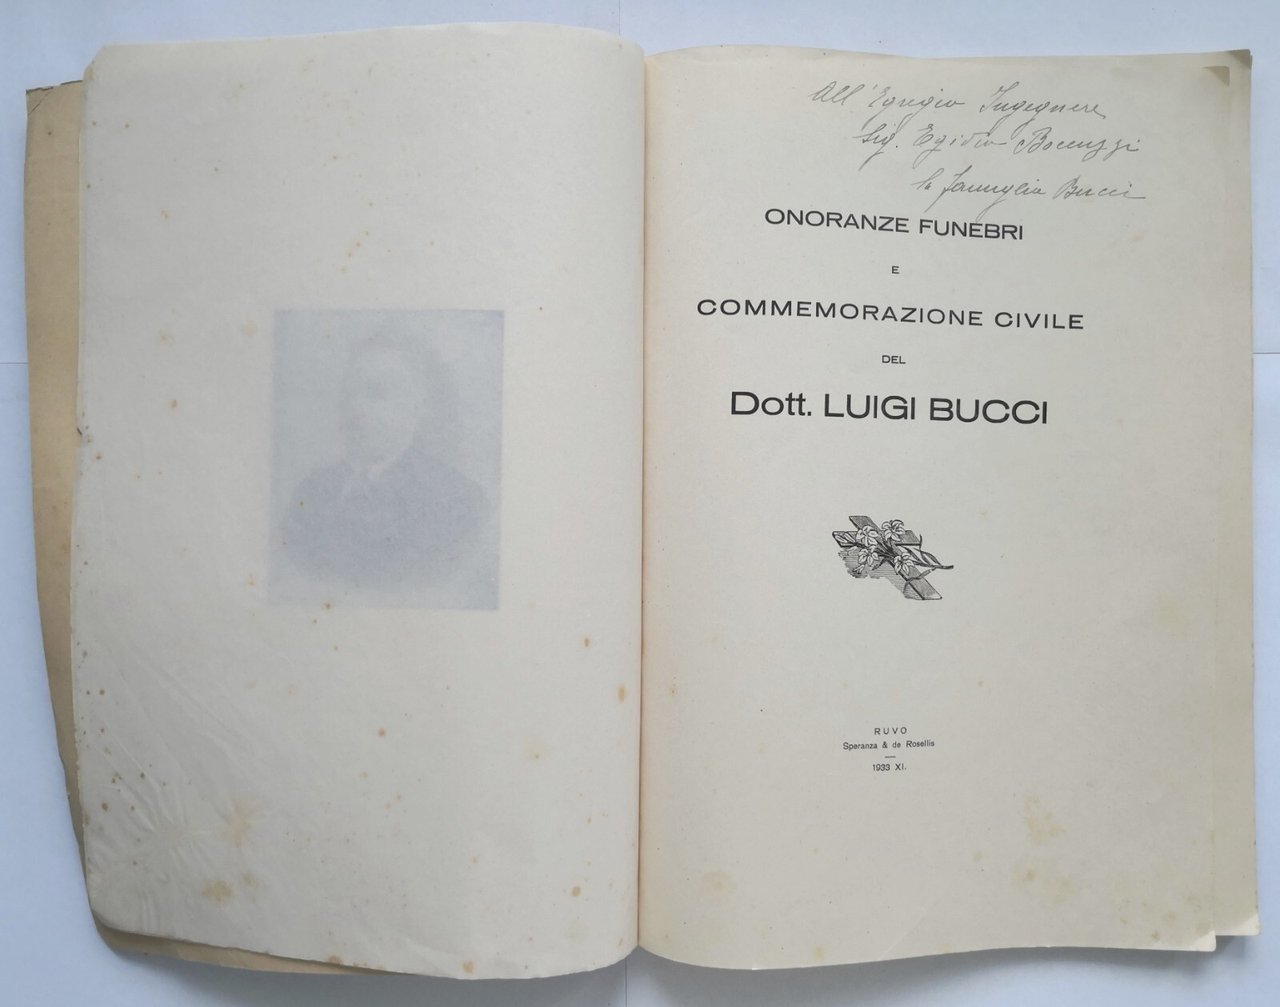 All'Egregio Ingegnere
Sig. Egidio Boccuzzi
la famiglia Bucci
ONORANZE FUNEBRI
E
COMMEMORAZIONE CIVILE
DEL
Dott. LUIGI BUCCI
RUVO
Speranza & de Rosellis
1933 XI.